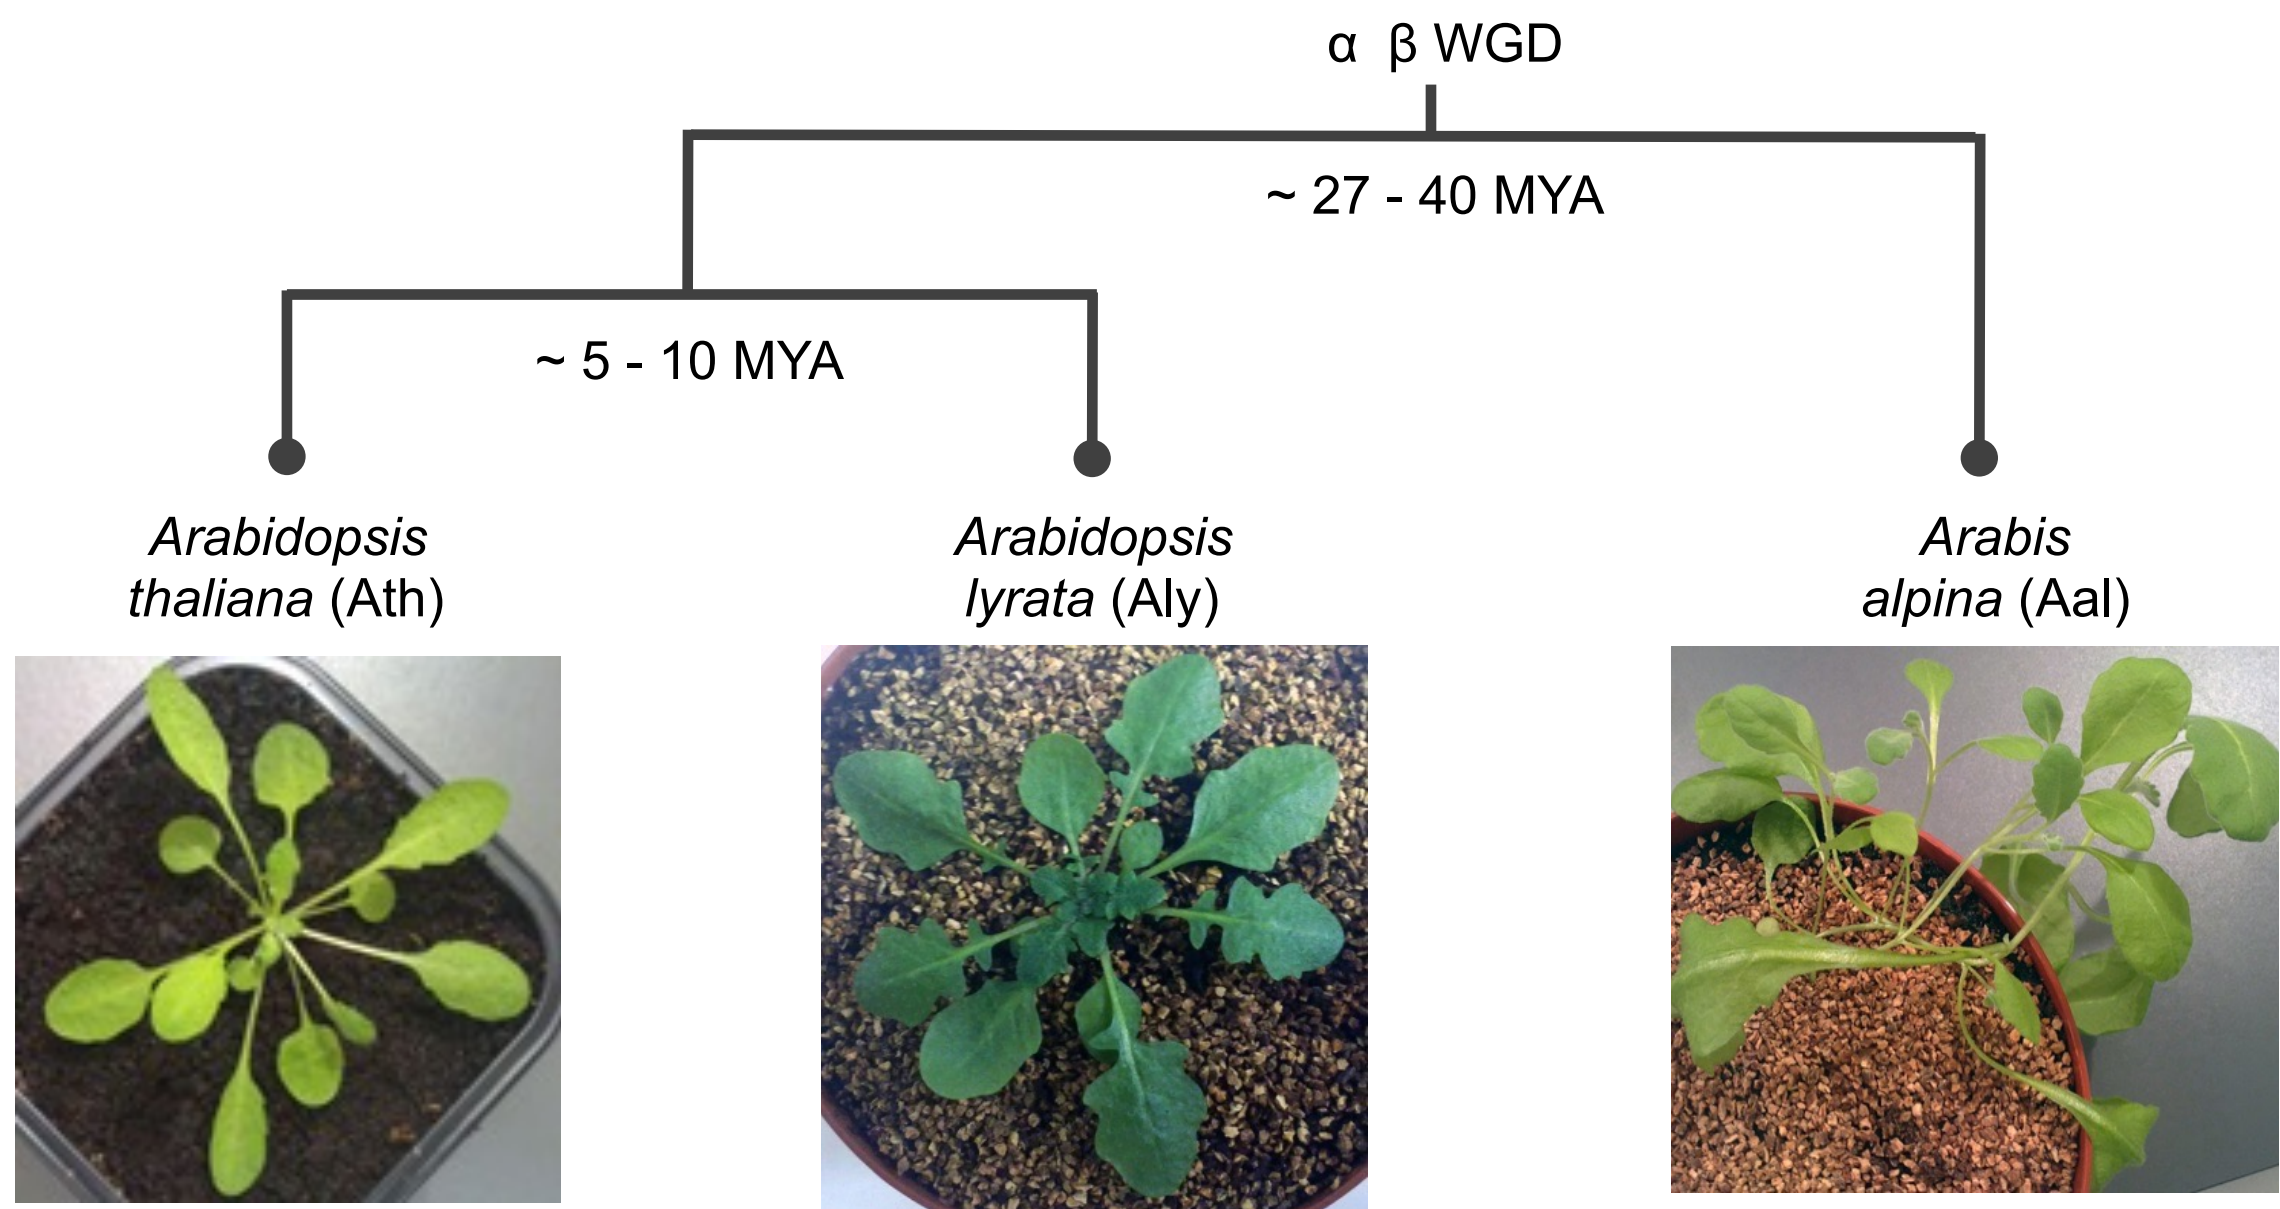 α β WGD
~ 27 - 40 MYA
~ 5 - 10 MYA
Arabidopsis
thaliana (Ath)
Arabidopsis
lyrata (Aly)
Arabis
alpina (Aal)